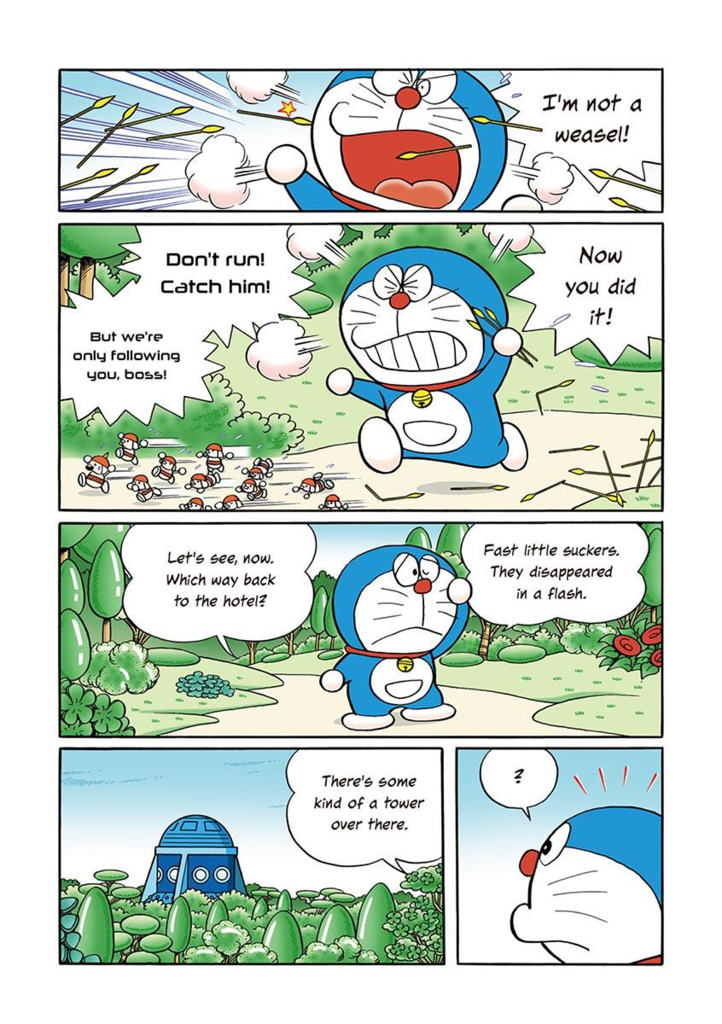 I'm not a
weasel!
Now
you did
it!
Don't run!
Catch him!
But we're
only following
you, boss!
Fast little suckers.
They disappeared
in a flash.
Let's see, now.
Which way back
to the hotel?
?
There's some
kind of a tower
over there.